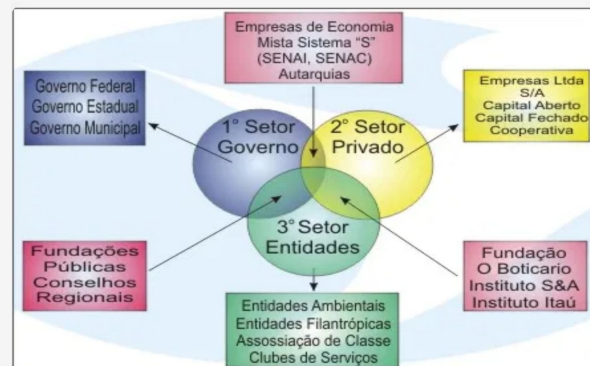 Empresas de Economia
Mista Sistema "S"
(SENAI, SENAC)
Autarquias
Governo Federal
Governo Estadual
Governo Municipal
1° Setor
Governo
2° Setor
Privado
Empresas Ltda
S/A
Capital Aberto
Capital Fechado
Cooperativa
3° Setor
Entidades
Fundações
Públicas
Conselhos
Regionais
Fundação
O Boticario
Instituto S&A
Instituto Itaú
Entidades Ambientais
Entidades Filantrópicas
Assossiação de Classe
Clubes de Serviços